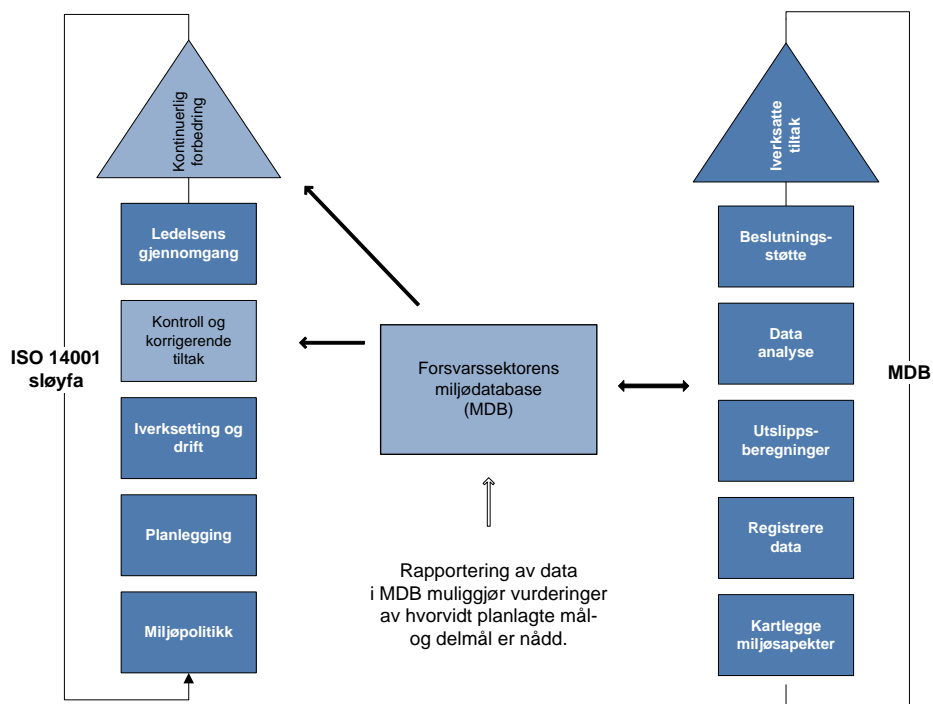 Kontinuerlig
forbedring
Ledelsens
gjennomgang
Kontroll og
korrigerende
tiltak
ISO 14001
sløyfa
Iverksetting og
drift
Planlegging
Miljøpolitikk
Forsvarssektorens
miljødatabase
(MDB)
Rapportering av data
i MDB muliggjør vurderinger
av hvorvidt planlagte mål-
og delmål er nådd.
Iverksatte
tiltak
Beslutnings-
støtte
Data
analyse
MDB
Utslipps-
beregninger
Registrere
data
Kartlegge
miljøsapekter